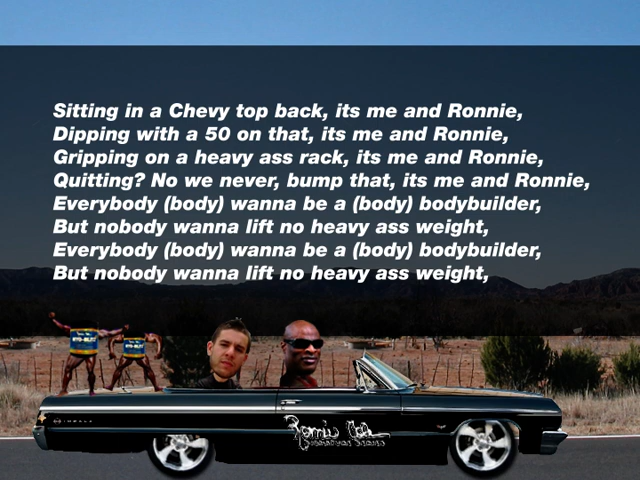 Sitting in a Chevy top back, its me and Ronnie,
Dipping with a 50 on that, its me and Ronnie,
Gripping on a heavy ass rack, its me and Ronnie,
Quitting? No we never, bump that, its me and Ronnie,
Everybody (body) wanna be a (body) bodybuilder,
But nobody wanna lift no heavy ass weight,
Everybody (body) wanna be a (body) bodybuilder,
But nobody wanna lift no heavy ass weight,